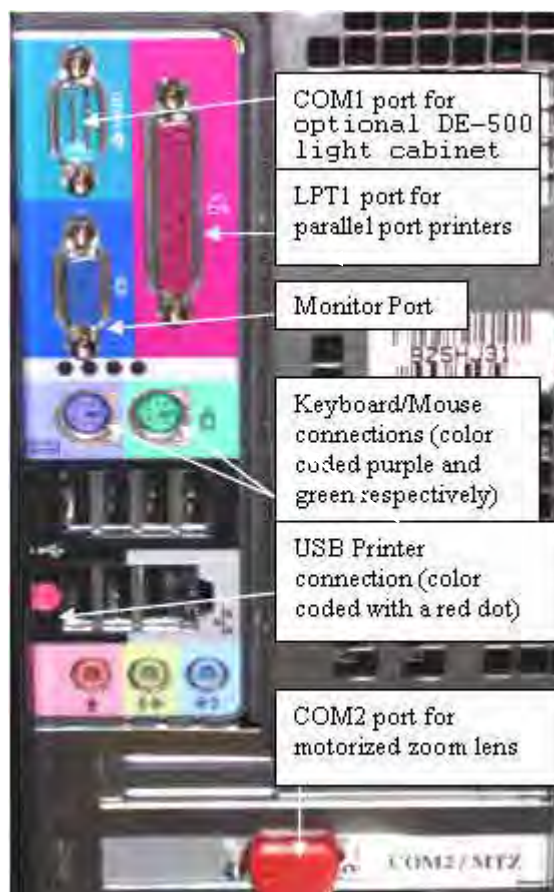 COM1 port for
optional DE-500
light cabinet
LPT1 port for
parallel port printers
Monitor Port
Keyboard/Mouse
connections (color
coded purple and
green respectively)
USB Printer
connection (color
coded with a red dot)
COM2 port for
motorized zoom lens
COM2 / MTZ